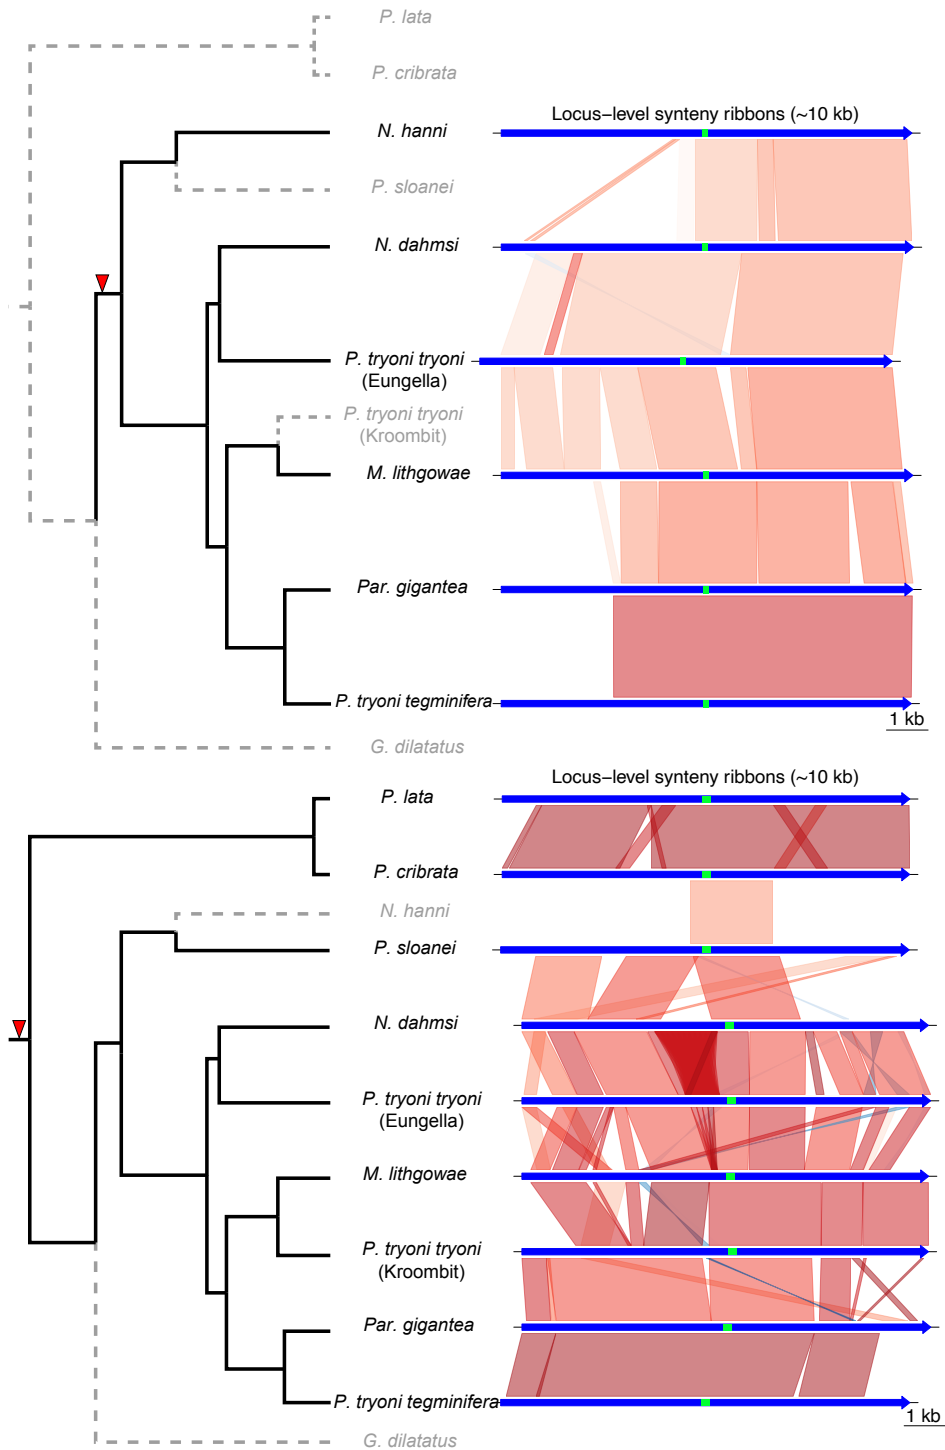 P. lata
P. cribrata
Locus−level synteny ribbons (~10 kb)
N. hanni
P. sloanei
N. dahmsi
P. tryoni tryoni
(Eungella)
P. tryoni tryoni
(Kroombit)
M. lithgowae
Par. gigantea
P. tryoni tegminifera
1 kb
G. dilatatus
Locus−level synteny ribbons (~10 kb)
P. lata
P. cribrata
N. hanni
P. sloanei
N. dahmsi
P. tryoni tryoni
(Eungella)
M. lithgowae
P. tryoni tryoni
(Kroombit)
Par. gigantea
P. tryoni tegminifera
1 kb
G. dilatatus